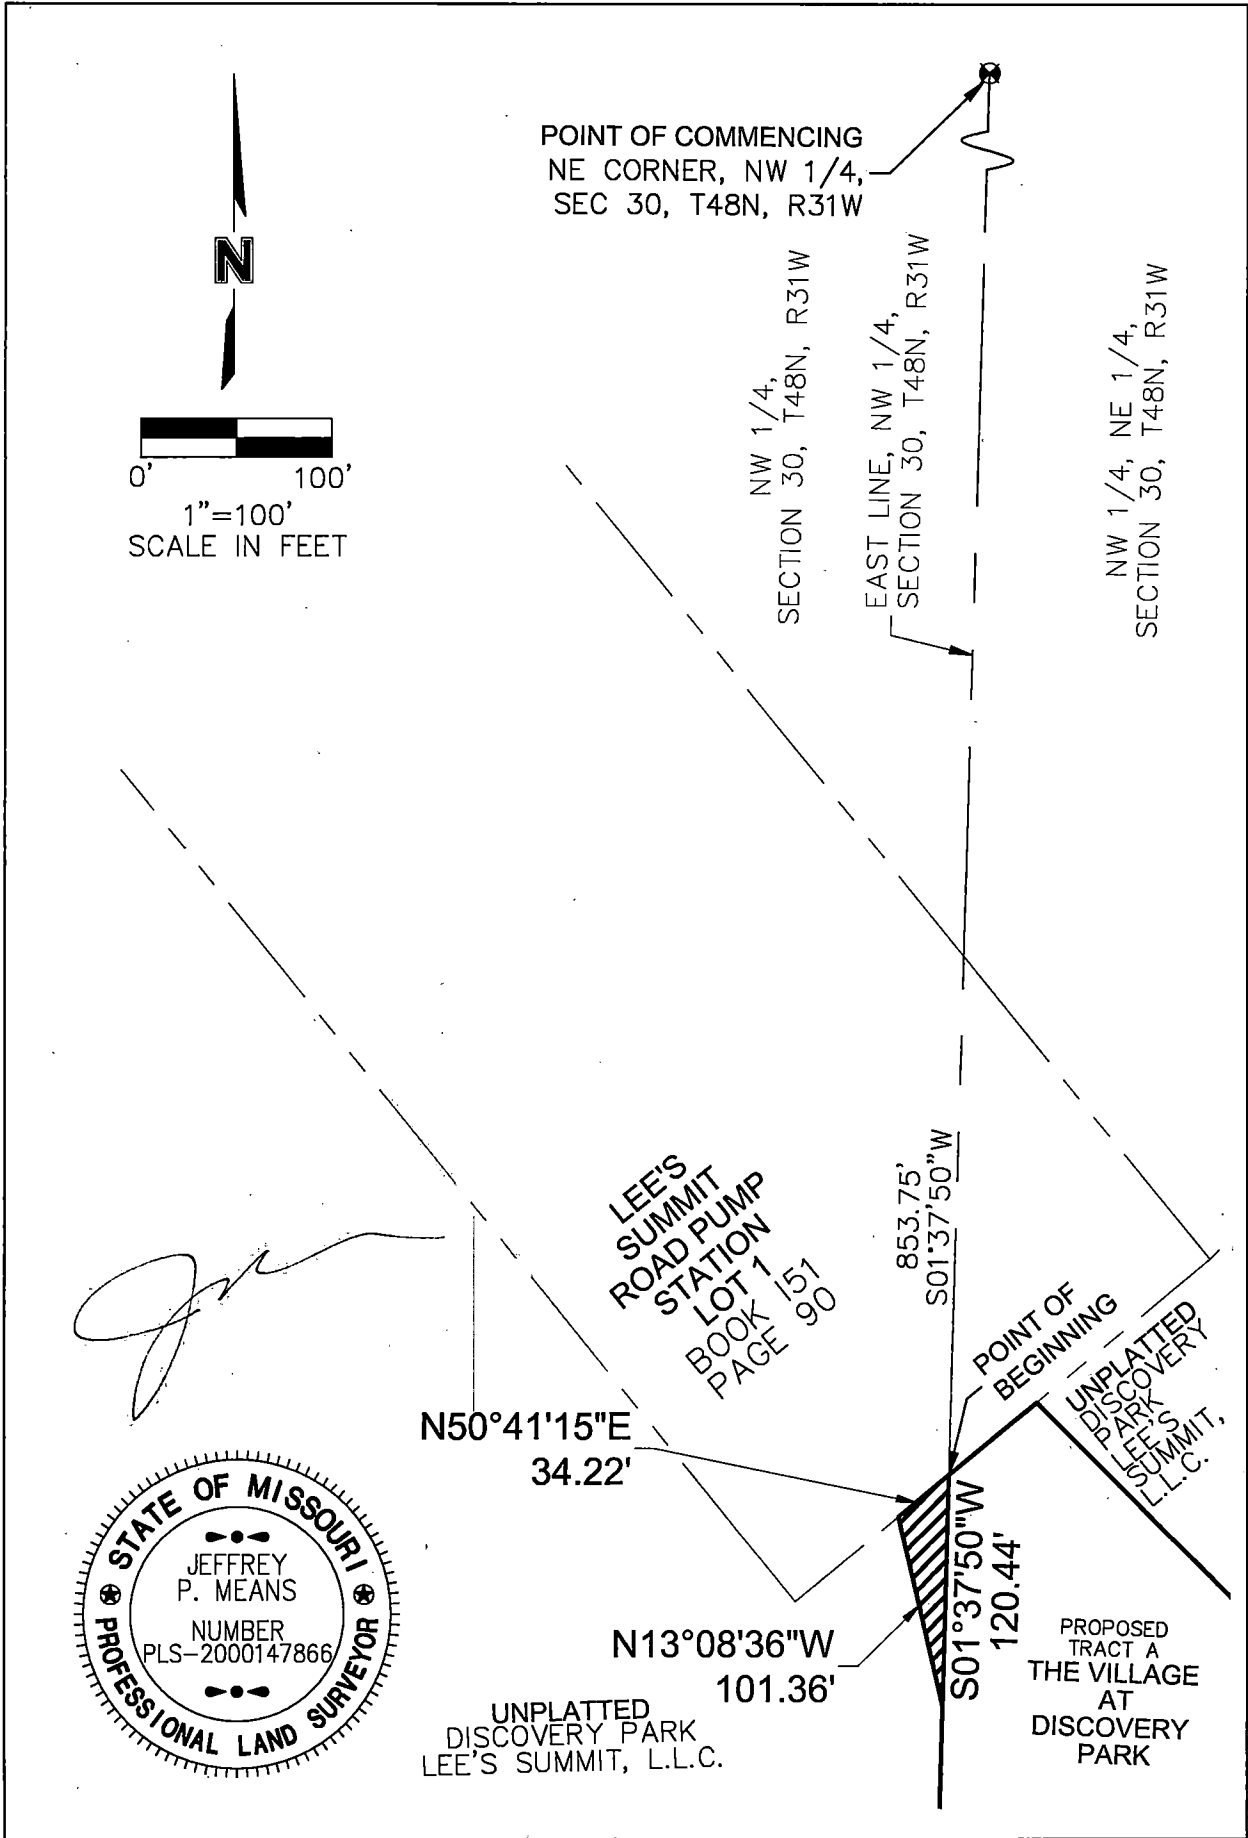 POINT OF COMMENCING
NE CORNER, NW 1/4,
SEC 30, T48N, R31W
N
0' 100'
1"=100'
SCALE IN FEET
NW 1/4,
SECTION 30, T48N, R31W
EAST LINE, NW 1/4,
SECTION 30, T48N, R31W
NW 1/4, NE 1/4,
SECTION 30, T48N, R31W
LEE'S
SUMMIT
ROAD PUMP
STATION
LOT 1
BOOK I51
PAGE 90
853.75'
S01°37'50"W
POINT OF
BEGINNING
UNPLATTED
DISCOVERY
PARK
LEE'S
SUMMIT,
L.L.C.
N50°41'15"E
34.22'
S01°37'50"W
120.44'
N13°08'36"W
101.36'
UNPLATTED
DISCOVERY PARK
LEE'S SUMMIT, L.L.C.
PROPOSED
TRACT A
THE VILLAGE
AT
DISCOVERY
PARK
STATE OF MISSOURI
JEFFREY
P. MEANS
NUMBER
PLS-2000147866
PROFESSIONAL LAND SURVEYOR